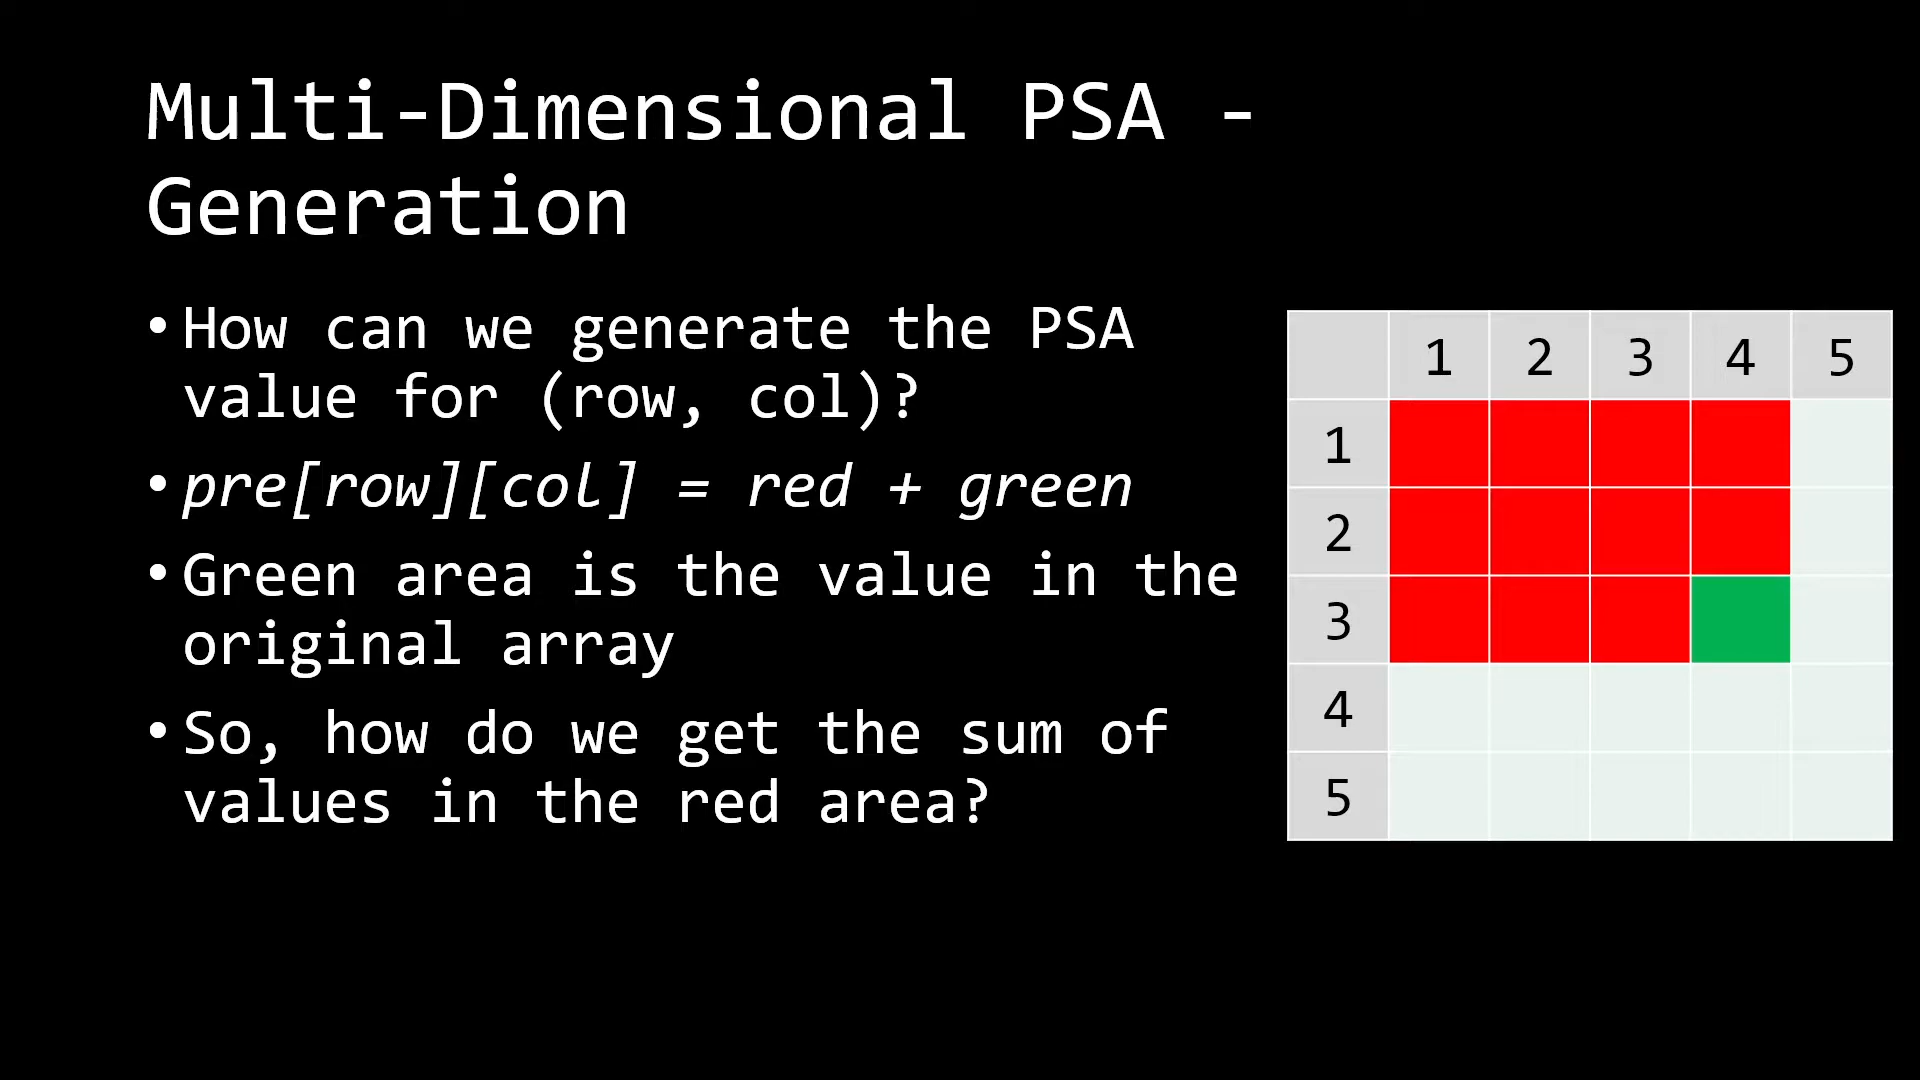 Multi-Dimensional PSA -
Generation
• How can we generate the PSA
value for (row, col)?
• pre[row][col] = red + green
• Green area is the value in the
original array
• So, how do we get the sum of
values in the red area?
1 2 3 4 5
1
2
3
4
5